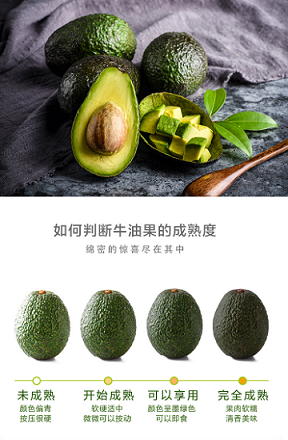 如何判断牛油果的成熟度
绵密的惊喜尽在其中
未成熟
颜色偏青
按压很硬
开始成熟
软硬适中
微微可以按动
可以享用
颜色呈墨绿色
可以即食
完全成熟
果肉软糯
清香美味